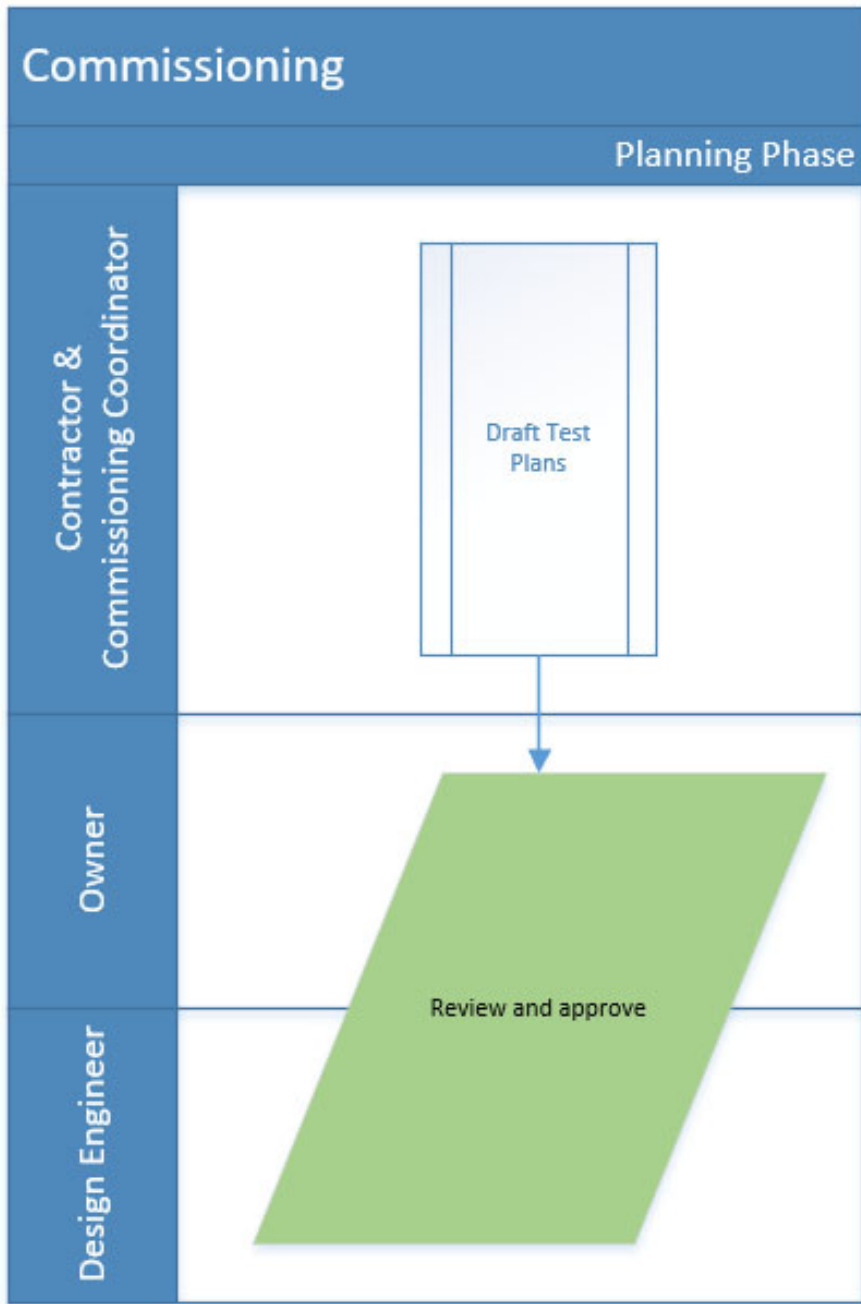 Commissioning
Planning Phase
Contractor &
Commissioning Coordinator
Draft Test
Plans
Owner
Review and approve
Design Engineer